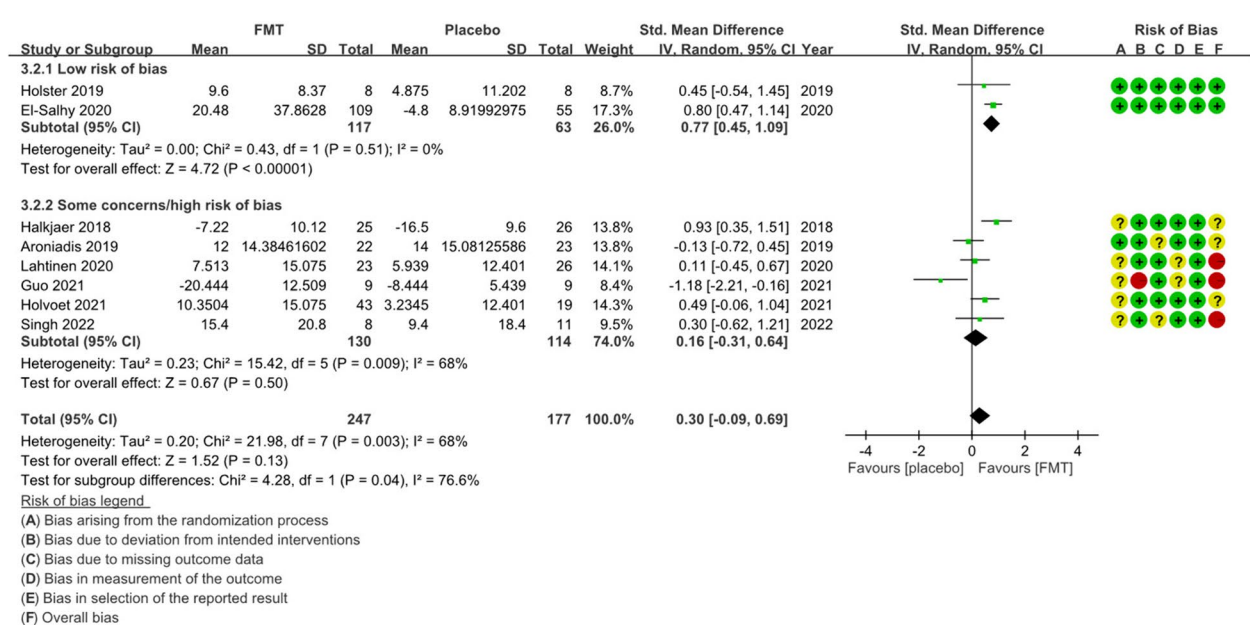 FMT Placebo Std. Mean Difference Std. Mean Difference Risk of Bias
Study or Subgroup Mean SD Total Mean SD Total Weight IV, Random, 95% CI Year IV, Random, 95% CI A B C D E F
3.2.1 Low risk of bias
Holster 2019 9.6 8.37 8 4.875 11.202 8 8.7% 0.45 [-0.54, 1.45] 2019 + + + + + +
El-Salhy 2020 20.48 37.8628 109 -4.8 8.91992975 55 17.3% 0.80 [0.47, 1.14] 2020 + + + + + +
Subtotal (95% CI) 117 63 26.0% 0.77 [0.45, 1.09]
Heterogeneity: Tau² = 0.00; Chi² = 0.43, df = 1 (P = 0.51); I² = 0%
Test for overall effect: Z = 4.72 (P < 0.00001)
3.2.2 Some concerns/high risk of bias
Halkjaer 2018 -7.22 10.12 25 -16.5 9.6 26 13.8% 0.93 [0.35, 1.51] 2018 ? + + + + ?
Aroniadis 2019 12 14.38461602 22 14 15.08125586 23 13.8% -0.13 [-0.72, 0.45] 2019 + + ? + + ?
Lahtinen 2020 7.513 15.075 23 5.939 12.401 26 14.1% 0.11 [-0.45, 0.67] 2020 ? + + ? +
Guo 2021 -20.444 12.509 9 -8.444 5.439 9 8.4% -1.18 [-2.21, -0.16] 2021 ? + ? +
Holvoet 2021 10.3504 15.075 43 3.2345 12.401 19 14.3% 0.49 [-0.06, 1.04] 2021 ? + + + + ?
Singh 2022 15.4 20.8 8 9.4 18.4 11 9.5% 0.30 [-0.62, 1.21] 2022 ? + ? + +
Subtotal (95% CI) 130 114 74.0% 0.16 [-0.31, 0.64]
Heterogeneity: Tau² = 0.23; Chi² = 15.42, df = 5 (P = 0.009); I² = 68%
Test for overall effect: Z = 0.67 (P = 0.50)
Total (95% CI) 247 177 100.0% 0.30 [-0.09, 0.69]
Heterogeneity: Tau² = 0.20; Chi² = 21.98, df = 7 (P = 0.003); I² = 68%
Test for overall effect: Z = 1.52 (P = 0.13)
Test for subgroup differences: Chi² = 4.28, df = 1 (P = 0.04), I² = 76.6%
-4 -2 0 2 4
Favours [placebo] Favours [FMT]
Risk of bias legend
(A) Bias arising from the randomization process
(B) Bias due to deviation from intended interventions
(C) Bias due to missing outcome data
(D) Bias in measurement of the outcome
(E) Bias in selection of the reported result
(F) Overall bias